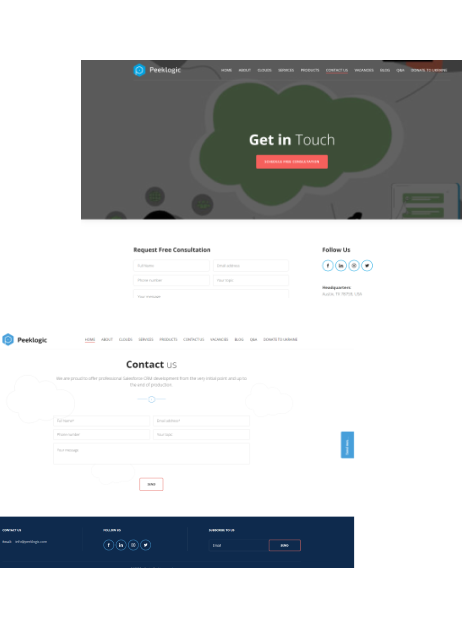 Peeklogic
HOME ABOUT CLOUDS SERVICES PRODUCTS CONTACT US VACANCIES BLOG Q&A DONATE TO UKRAINE
Get in Touch
SCHEDULE FREE CONSULTATION
Request Free Consultation
Follow Us
Full Name
Email address
Phone number
Your topic
Your message
Headquarters
Austin, TX 78738, USA
Peeklogic
HOME ABOUT CLOUDS SERVICES PRODUCTS CONTACT US VACANCIES BLOG Q&A DONATE TO UKRAINE
Contact us
We are proud to offer professional Salesforce CRM development from the very initial point and up to
the end of production
Full Name*
Email address*
Phone number
Your topic
Your message
SEND
CONTACT US
FOLLOW US
SUBSCRIBE TO US
Email: info@peeklogic.com
Email
SEND